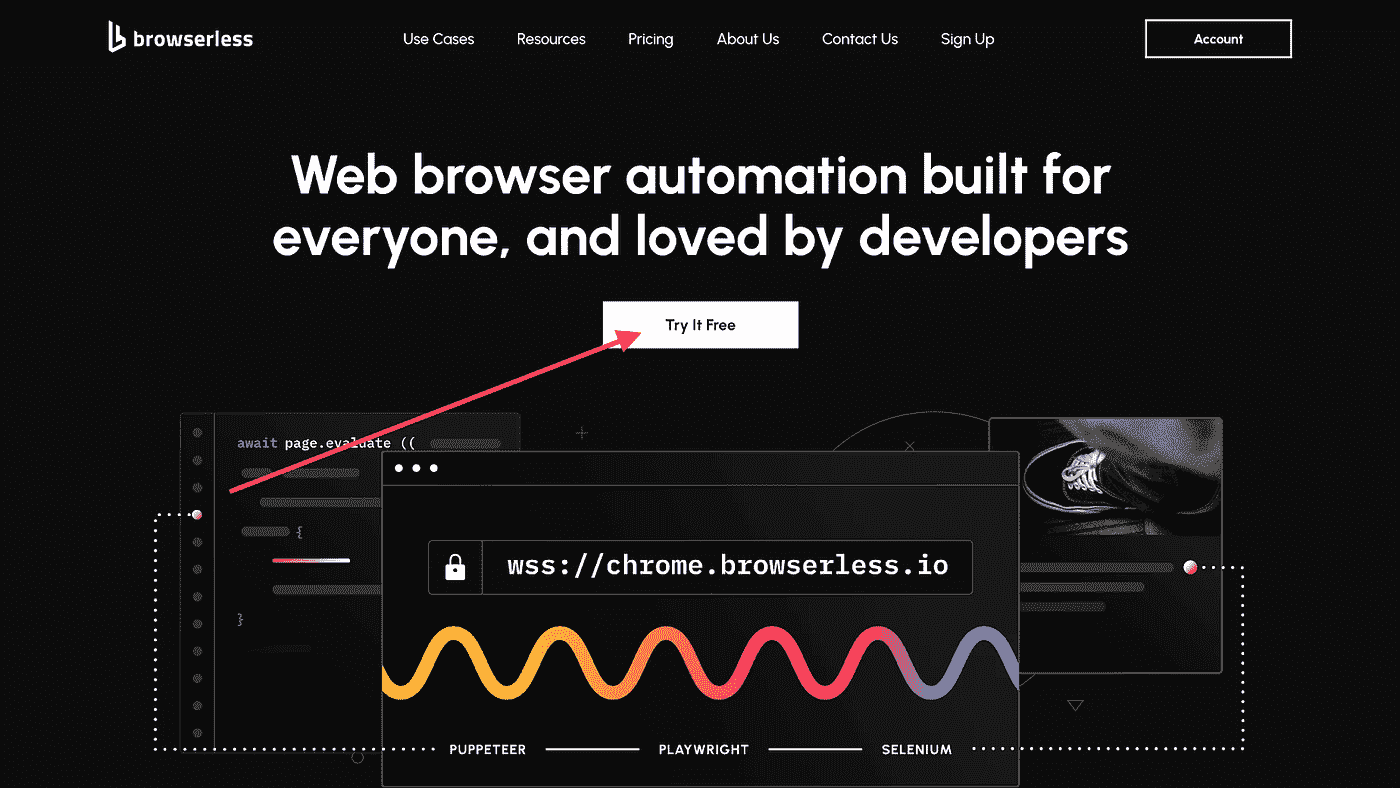 browserless
Use Cases
Resources
Pricing
About Us
Contact Us
Sign Up
Account
Web browser automation built for
everyone, and loved by developers
Try It Free
await page.evaluate ((
{
}
wss://chrome.browserless.io
PUPPETEER
PLAYWRIGHT
SELENIUM